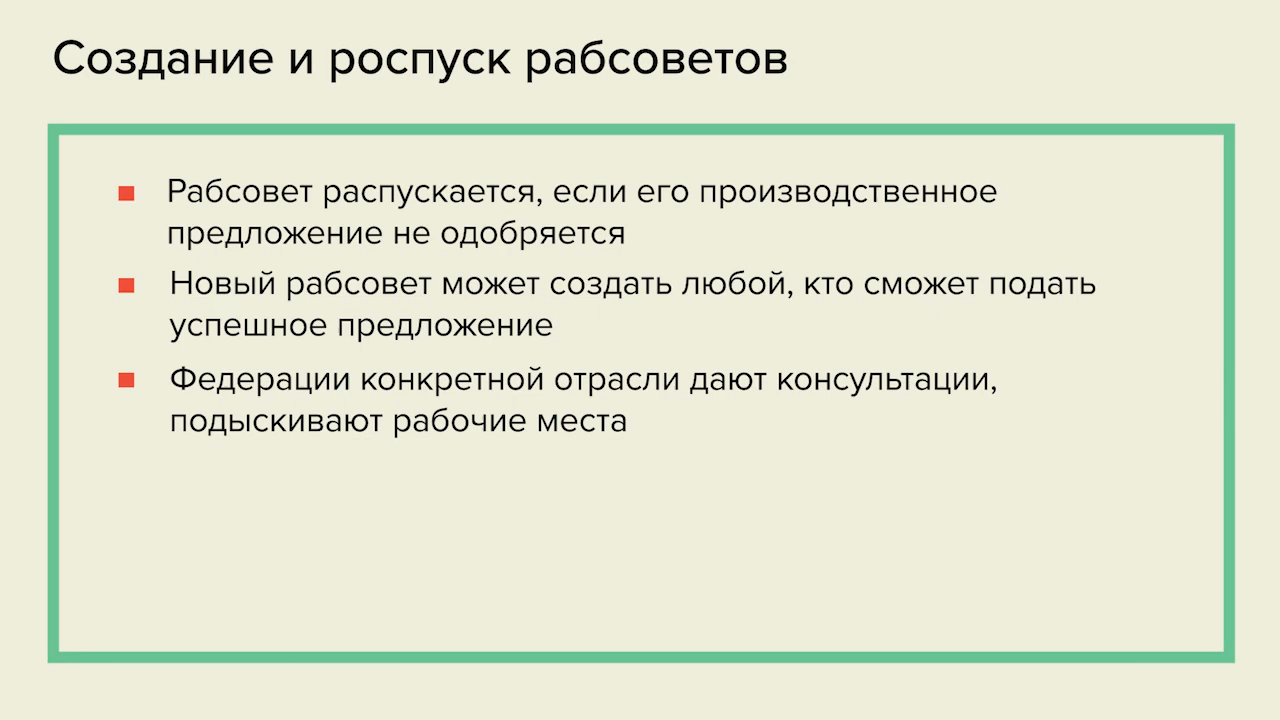 Создание и роспуск рабсоветов
Рабсовет распускается, если его производственное
предложение не одобряется
Новый рабсовет может создать любой, кто сможет подать
успешное предложение
Федерации конкретной отрасли дают консультации,
подыскивают рабочие места